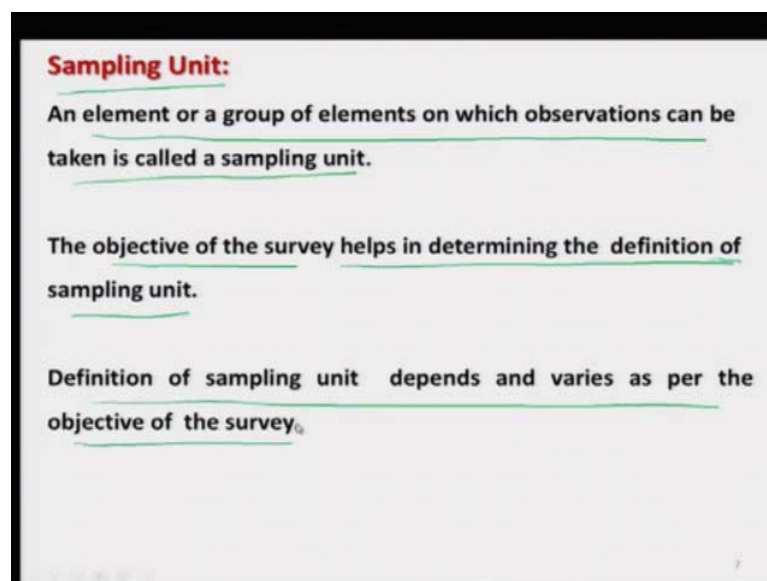 Sampling Unit:
An element or a group of elements on which observations can be
taken is called a sampling unit.
The objective of the survey helps in determining the definition of
sampling unit.
Definition of sampling unit depends and varies as per the
objective of the survey.
7